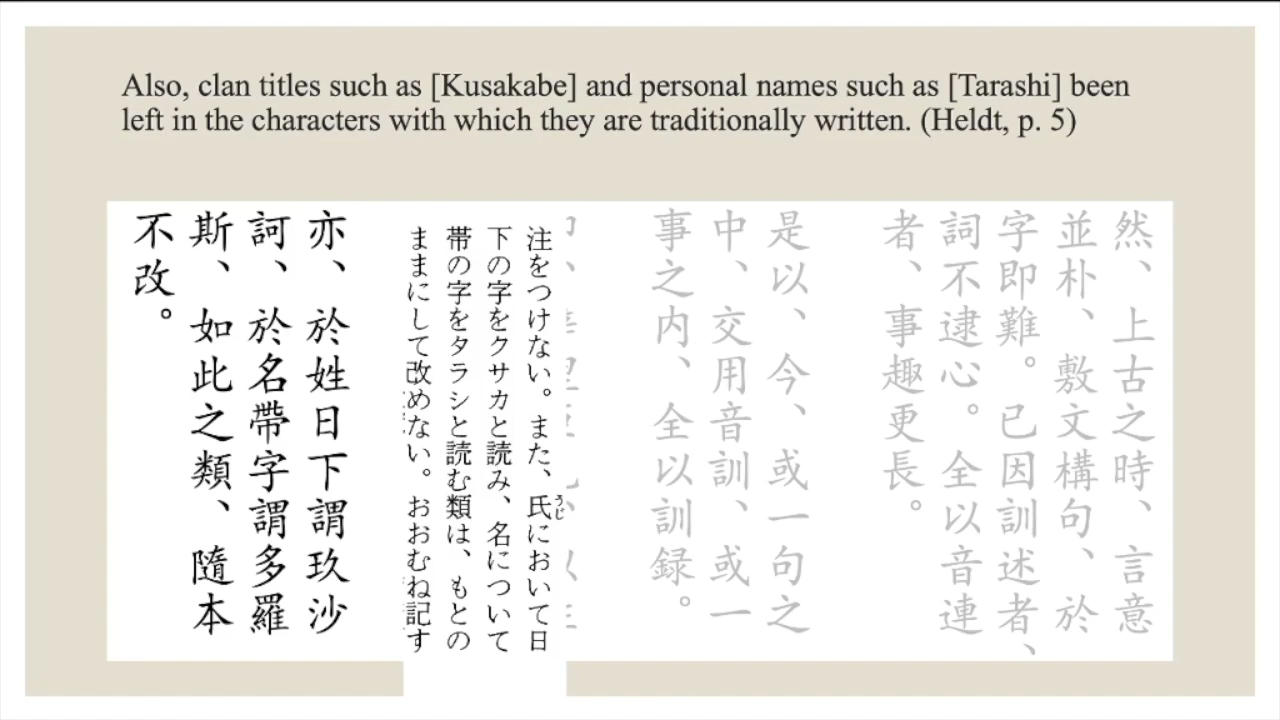 Also, clan titles such as [Kusakabe] and personal names such as [Tarashi] been
left in the characters with which they are traditionally written. (Heldt, p. 5)
然、上古之時、言意
並朴、敷文構句、於
字即難。已因訓述者、
詞不逮心。全以音連
者、事趣更長。
是以、今、或一句之
中、交用音訓、或一
事之内、全以訓録。
注をつけない。また、氏において日
うじ
下の字をクサカと読み、名について
帯の字をタラシと読む類は、もとの
ままにして改めない。おおむね記す
亦、於姓日下謂玖沙
訶、於名帶字謂多羅
斯、如此之類、隨本
不改。